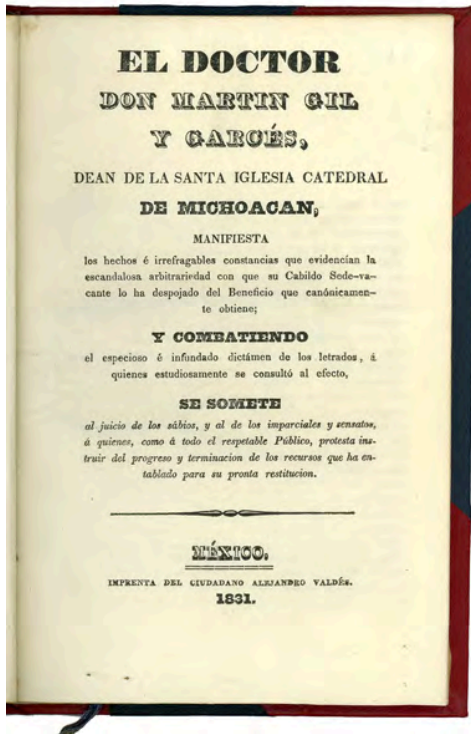 EL DOCTOR
DON MARTIN GIL
Y GARCÉS,
DEAN DE LA SANTA IGLESIA CATEDRAL
DE MICHOACAN,
MANIFIESTA
los hechos é irrefragables constancias que evidencían la
escandalosa arbitrariedad con que su Cabildo Sede-va-
cante lo ha despojado del Beneficio que canónicamen-
te obtiene;
Y COMBATIENDO
el especioso é infundado dictámen de los letrados, á
quienes estudiosamente se consultó al efecto,
SE SOMETE
al juicio de los sábios, y al de los imparciales y sensatos,
á quienes, como á todo el respetable Público, protesta ins-
truir del progreso y terminacion de los recursos que ha en-
tablado para su pronta restitucion.
MÉXICO.
IMPRENTA DEL CIUDADANO ALEJANDRO VALDÉS.
1831.